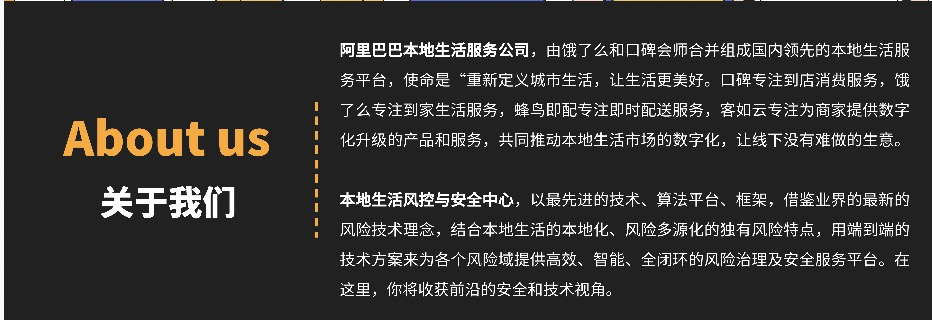 About us
关于我们
阿里巴巴本地生活服务公司，由饿了么和口碑会师合并组成国内领先的本地生活服
务平台，使命是“重新定义城市生活，让生活更美好。口碑专注到店消费服务，饿
了么专注到家生活服务，蜂鸟即配专注即时配送服务，客如云专注为商家提供数字
化升级的产品和服务，共同推动本地生活市场的数字化，让线下没有难做的生意。
本地生活风控与安全中心，以最先进的技术、算法平台、框架，借鉴业界的最新的
风险技术理念，结合本地生活的本地化、风险多源化的独有风险特点，用端到端的
技术方案来为各个风险域提供高效、智能、全闭环的风险治理及安全服务平台。在
这里，你将收获前沿的安全和技术视角。